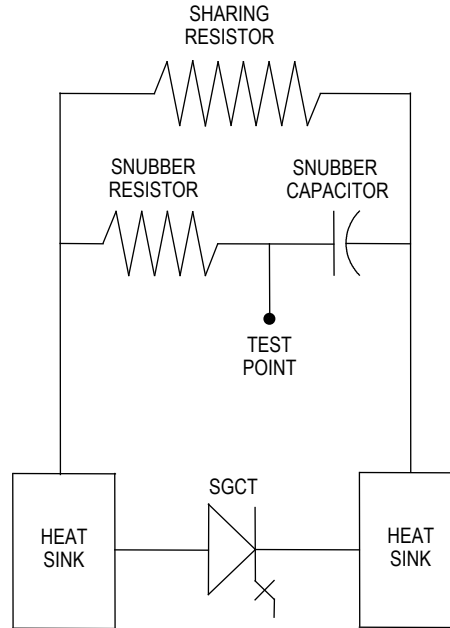 SHARING
RESISTOR
SNUBBER
RESISTOR
SNUBBER
CAPACITOR
TEST
POINT
SGCT
HEAT
SINK
HEAT
SINK